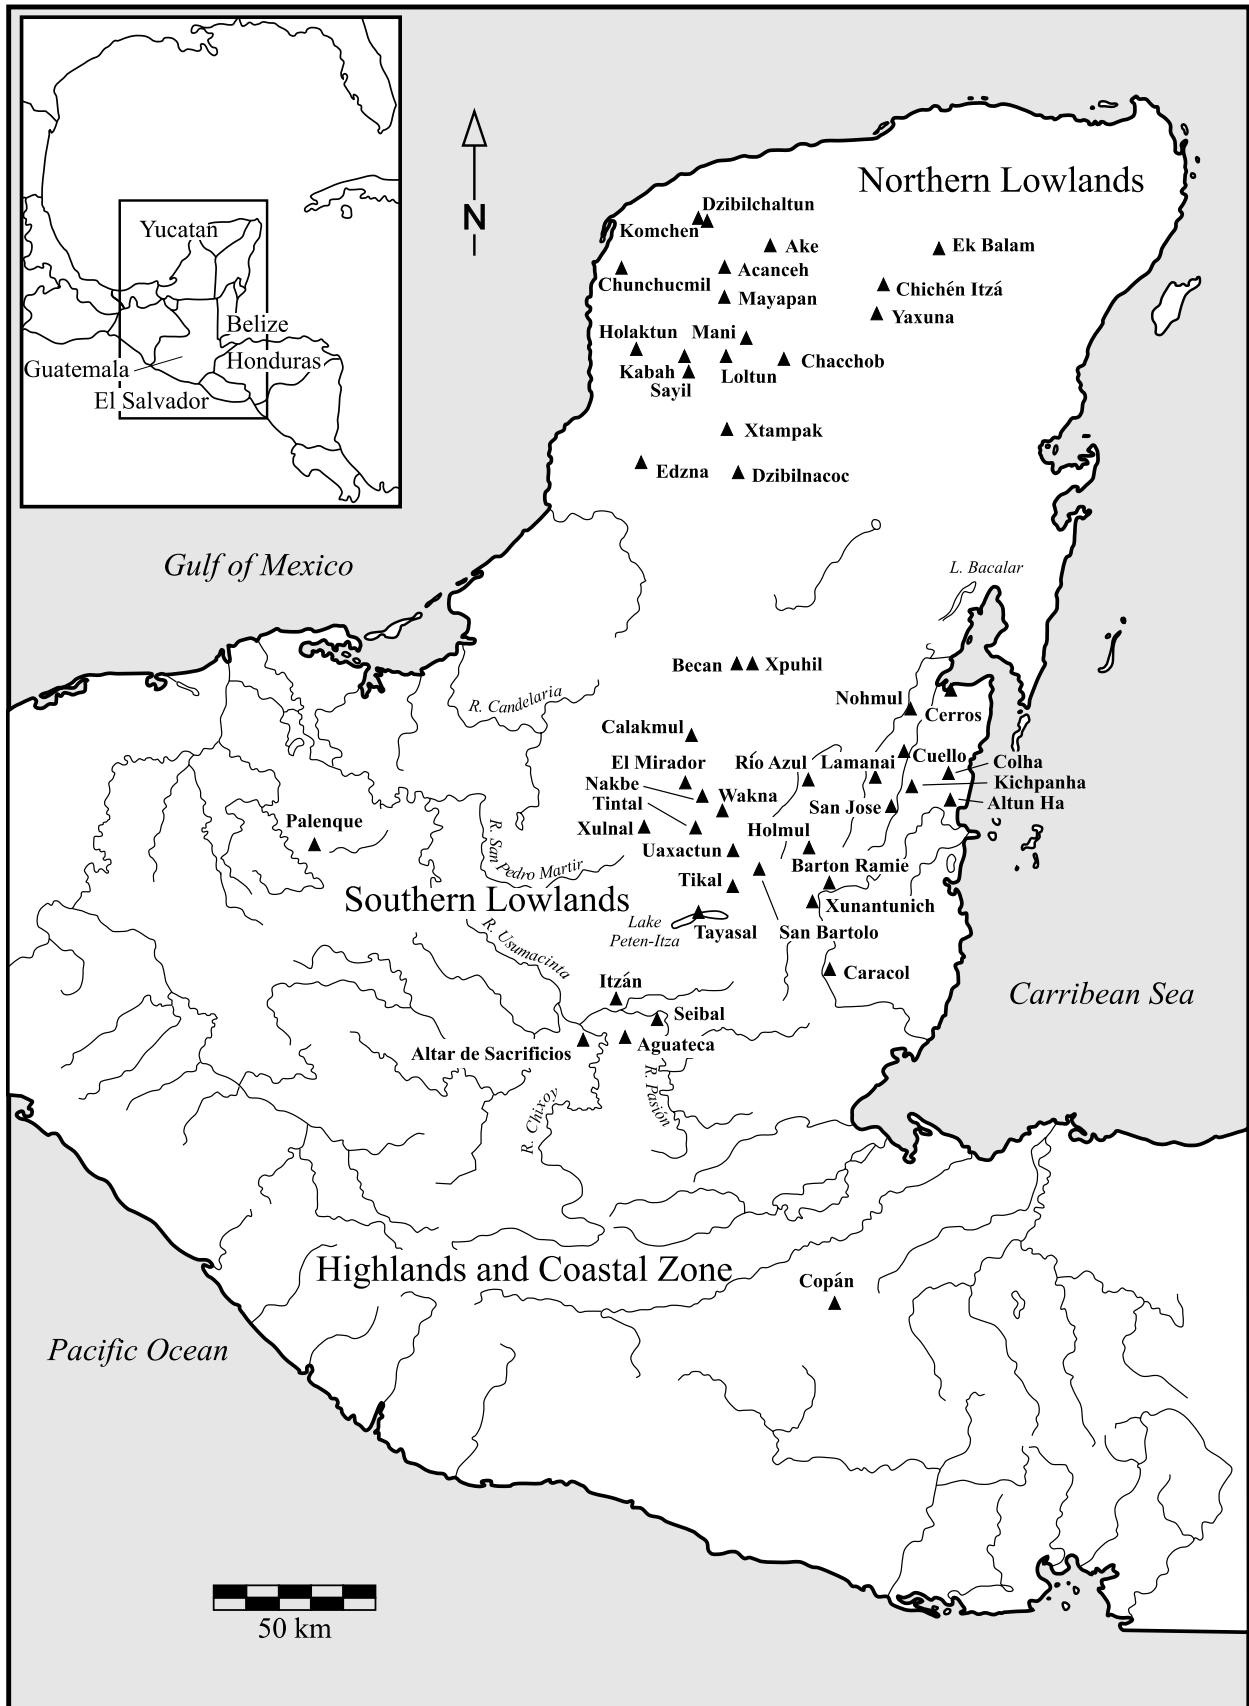 Yucatan
Belize
Guatemala
Honduras
El Salvador
N
Northern Lowlands
Dzibilchaltun
Komchen
Ake
Ek Balam
Acanceh
Chunchucmil
Chichén Itzá
Mayapan
Yaxuna
Holaktun
Mani
Chacchob
Kabah
Loltun
Sayil
Xtampak
Edzna
Dzibilnacoc
Gulf of Mexico
L. Bacalar
Becan
Xpuhil
R. Candelaria
Nohmul
Cerros
Calakmul
El Mirador
Río Azul
Lamanai
Cuello
Colha
Nakbe
Kichpanha
Wakna
Tintal
San Jose
Altun Ha
Palenque
Xulnal
Holmul
R. San
Pedro Martir
Uaxactun
Barton Ramie
Tikal
Southern Lowlands
Xunantunich
Lake
Peten-Itza
Tayasal
San Bartolo
R. Usumacinta
Caracol
Itzán
Carribean Sea
Seibal
Altar de Sacrificios
Aguateca
R. Pasión
R. Chixoy
Highlands and Coastal Zone
Copán
Pacific Ocean
50 km